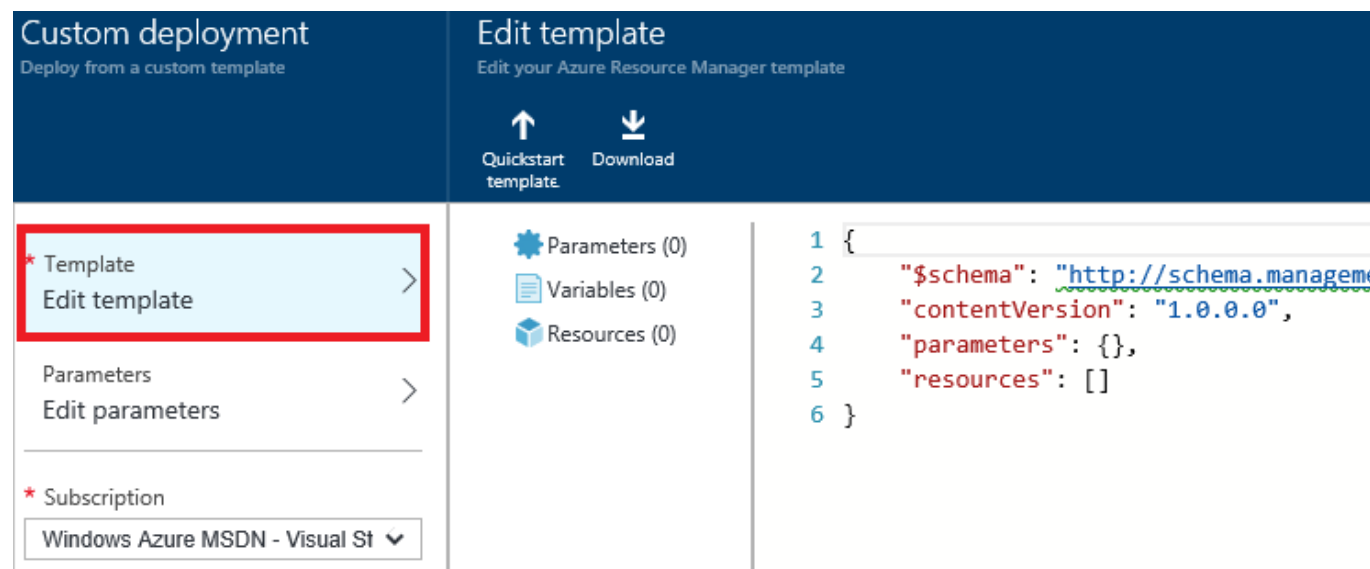 Custom deployment
Deploy from a custom template
Edit template
Edit your Azure Resource Manager template
Quickstart
template
Download
* Template
Edit template
Parameters
Edit parameters
* Subscription
Windows Azure MSDN - Visual St
Parameters (0)
Variables (0)
Resources (0)
1 {
2 "$schema": "http://schema.manageme
3 "contentVersion": "1.0.0.0",
4 "parameters": {},
5 "resources": []
6 }